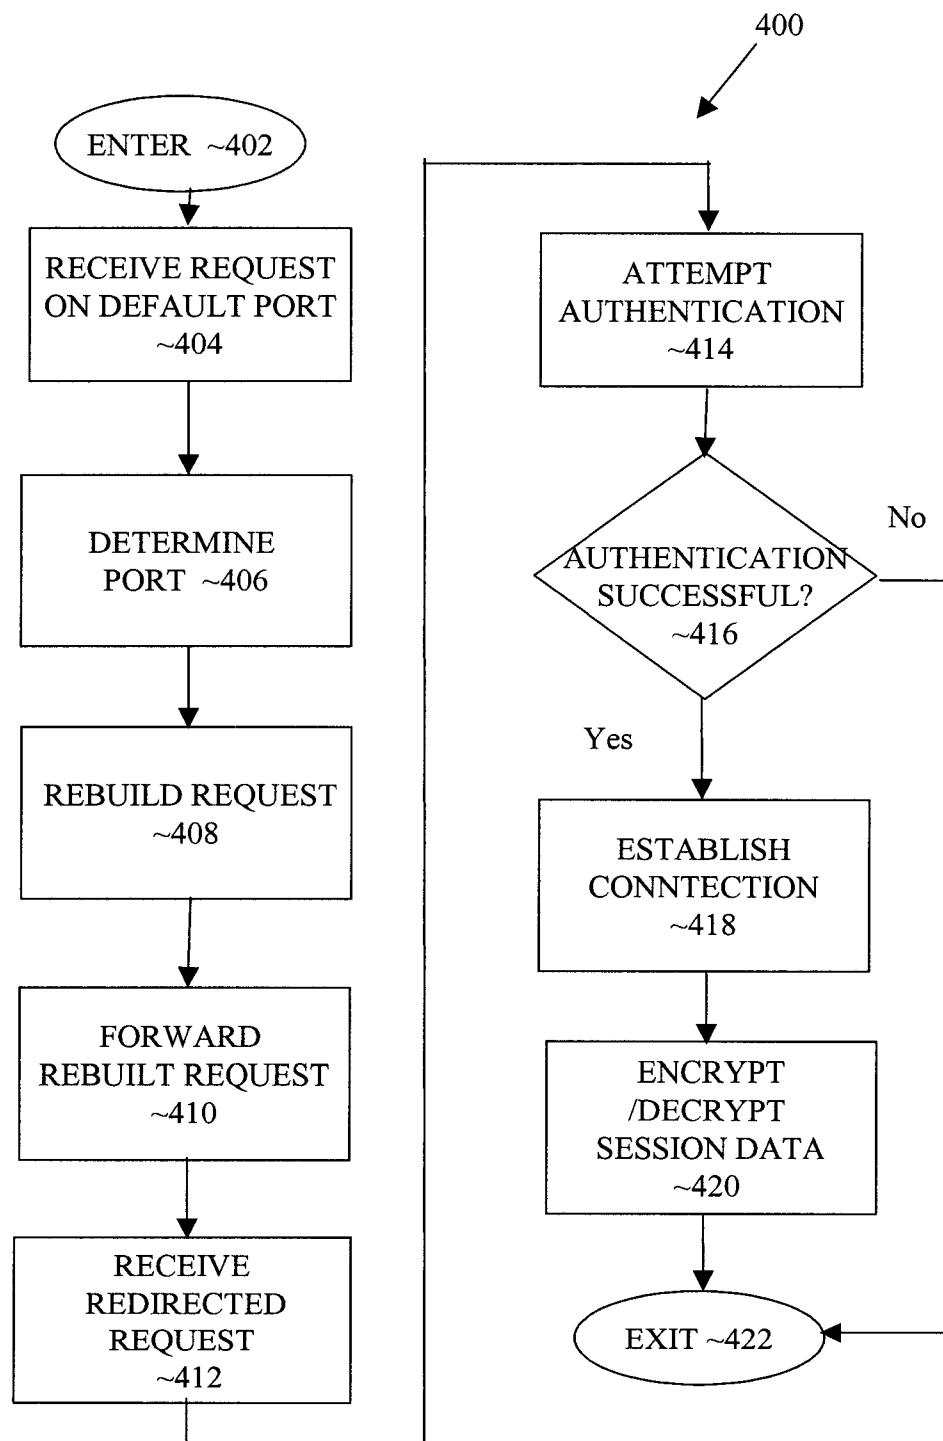 400
ENTER ~402
RECEIVE REQUEST
ON DEFAULT PORT
~404
DETERMINE
PORT ~406
REBUILD REQUEST
~408
FORWARD
REBUILT REQUEST
~410
RECEIVE
REDIRECTED
REQUEST
~412
ATTEMPT
AUTHENTICATION
~414
AUTHENTICATION
SUCCESSFUL?
~416
No
Yes
ESTABLISH
CONNTECTION
~418
ENCRYPT
/DECRYPT
SESSION DATA
~420
EXIT ~422